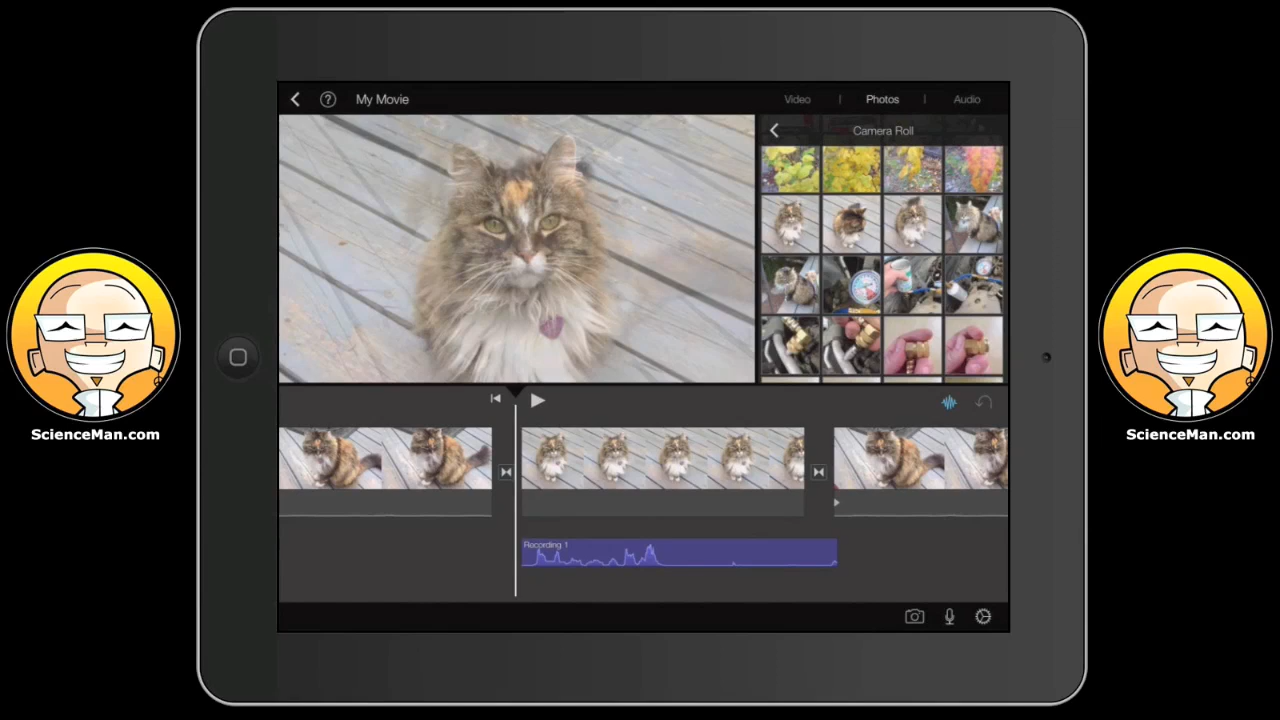 My Movie
Video | Photos | Audio
Camera Roll
Recording 1
ScienceMan.com
ScienceMan.com